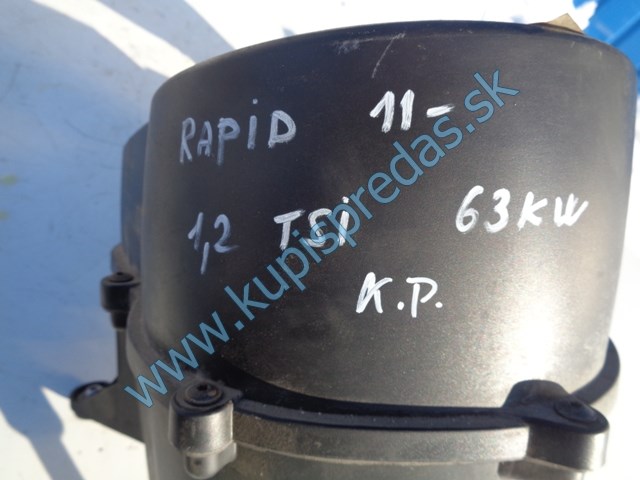 RAPID 11-
1,2 TSi 63KW
K.P.
www.kupispredas.sk